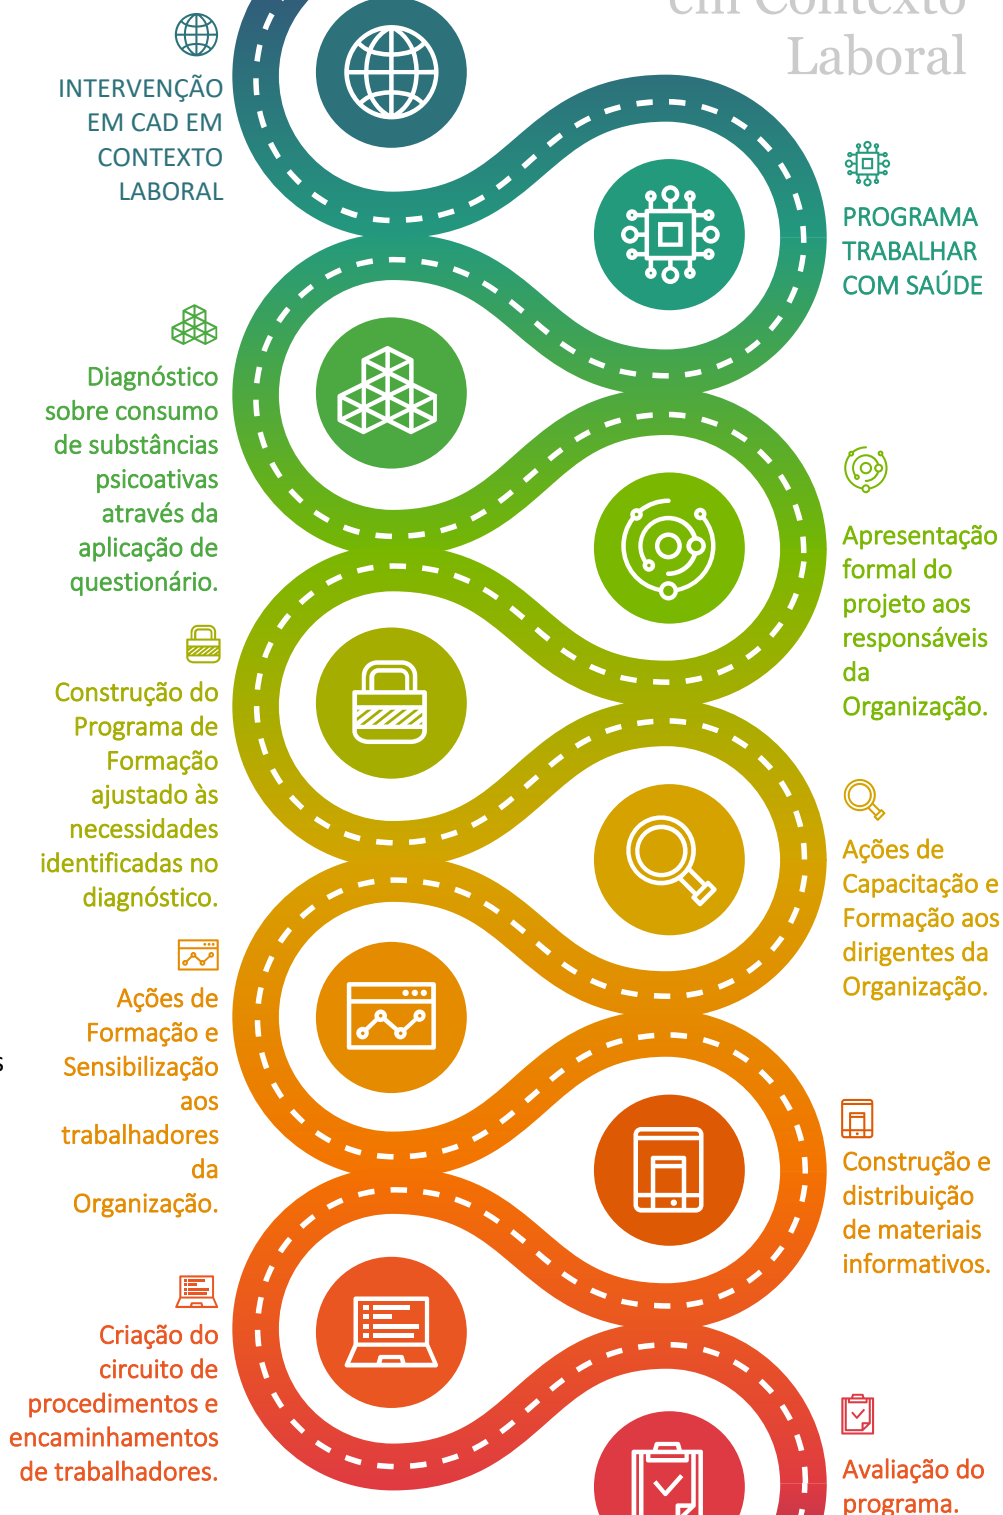 em Contexto
Laboral
INTERVENÇÃO
EM CAD EM
CONTEXTO
LABORAL
PROGRAMA
TRABALHAR
COM SAÚDE
Diagnóstico
sobre consumo
de substâncias
psicoativas
através da
aplicação de
questionário.
Apresentação
formal do
projeto aos
responsáveis
da
Organização.
Construção do
Programa de
Formação
ajustado às
necessidades
identificadas no
diagnóstico.
Ações de
Capacitação e
Formação aos
dirigentes da
Organização.
Ações de
Formação e
Sensibilização
aos
trabalhadores
da
Organização.
s
Construção e
distribuição
de materiais
informativos.
Criação do
circuito de
procedimentos e
encaminhamentos
de trabalhadores.
Avaliação do
programa.